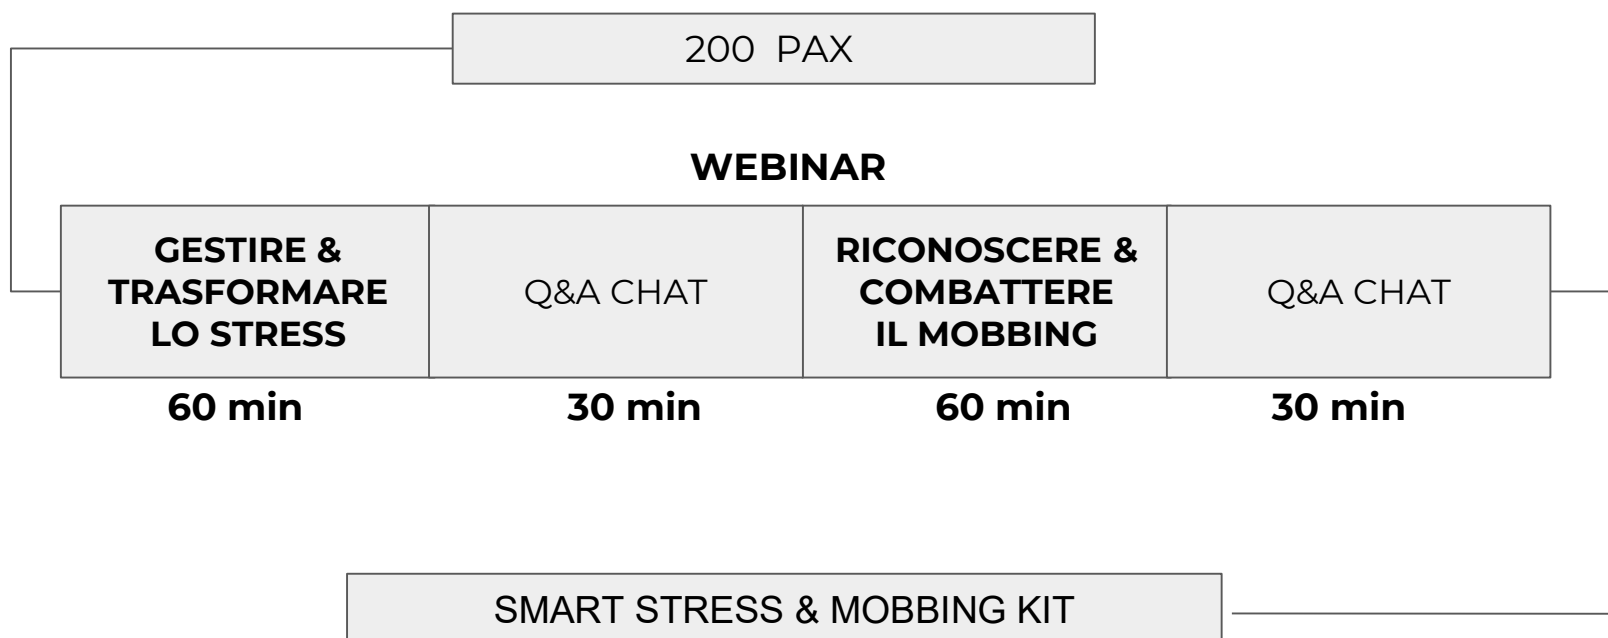 200 PAX
WEBINAR
GESTIRE &
TRASFORMARE
LO STRESS
Q&A CHAT
RICONOSCERE &
COMBATTERE
IL MOBBING
Q&A CHAT
60 min
30 min
60 min
30 min
SMART STRESS & MOBBING KIT